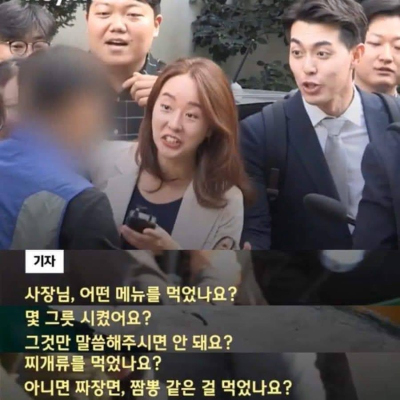 기자
사장님, 어떤 메뉴를 먹었나요?
몇 그릇 시켰어요?
그것만 말씀해주시면 안 돼요?
찌개류를 먹었나요?
아니면 짜장면, 짬뽕 같은 걸 먹었나요?